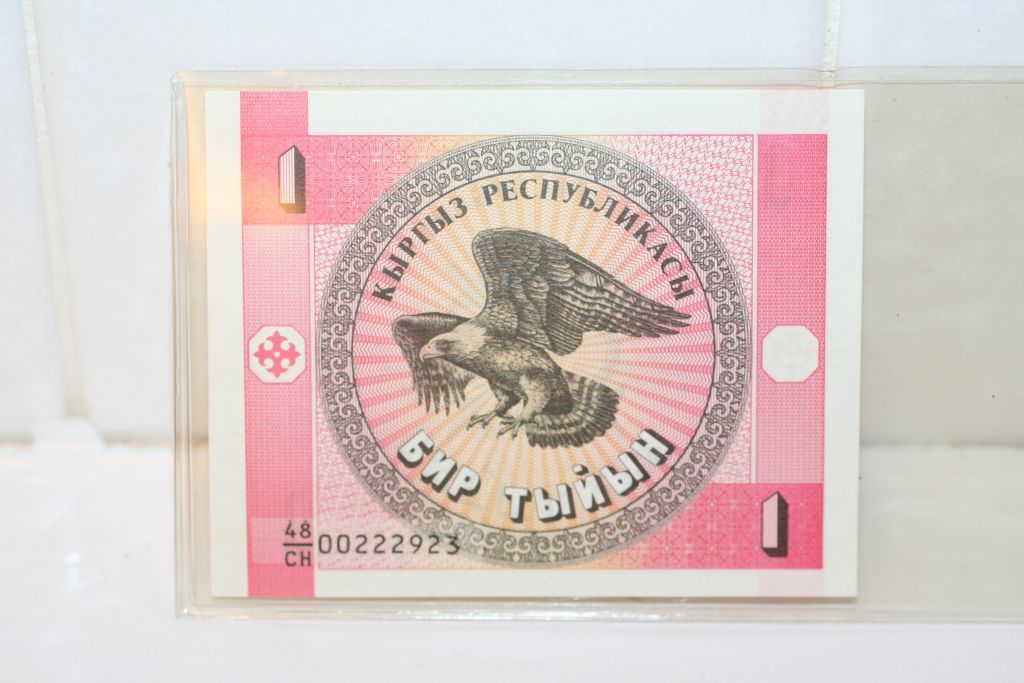 1
КЫРГЫЗ РЕСПУБЛИКАСЫ
БИР ТЫЙЫН
1
48
CH 00222923